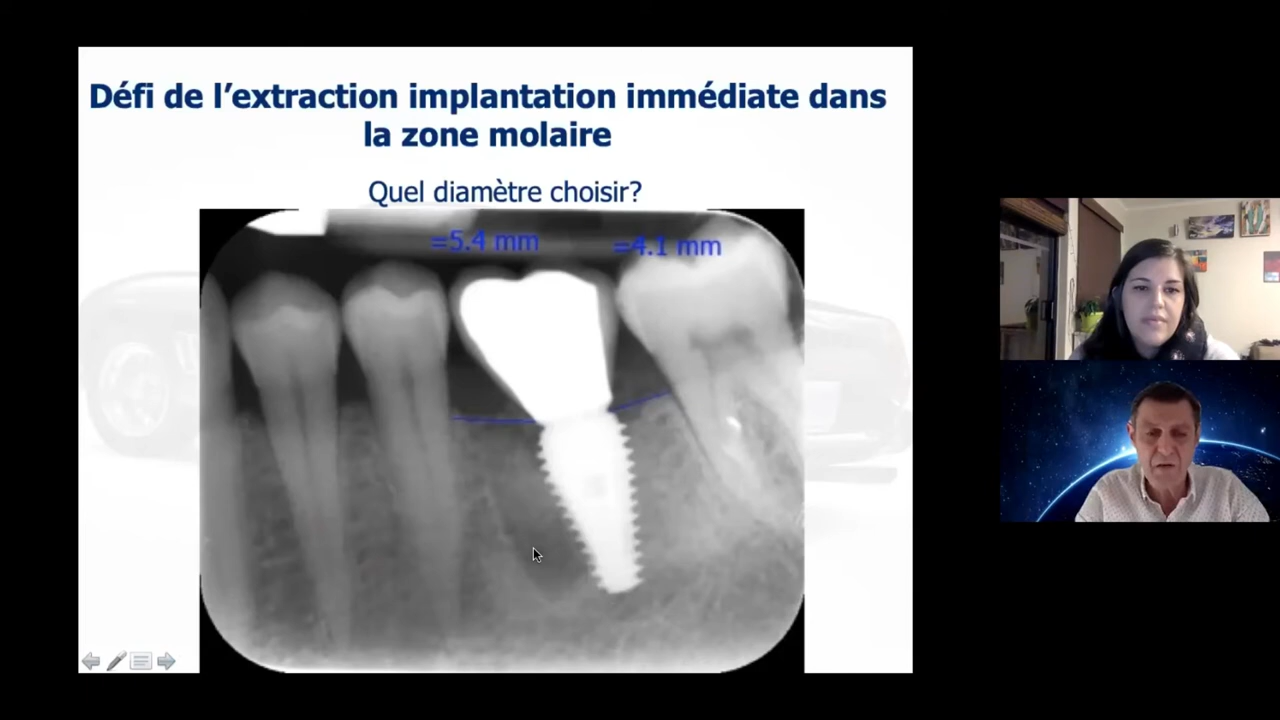 Défi de l’extraction implantation immédiate dans
la zone molaire
Quel diamètre choisir?
=5.4 mm
=4.1 mm